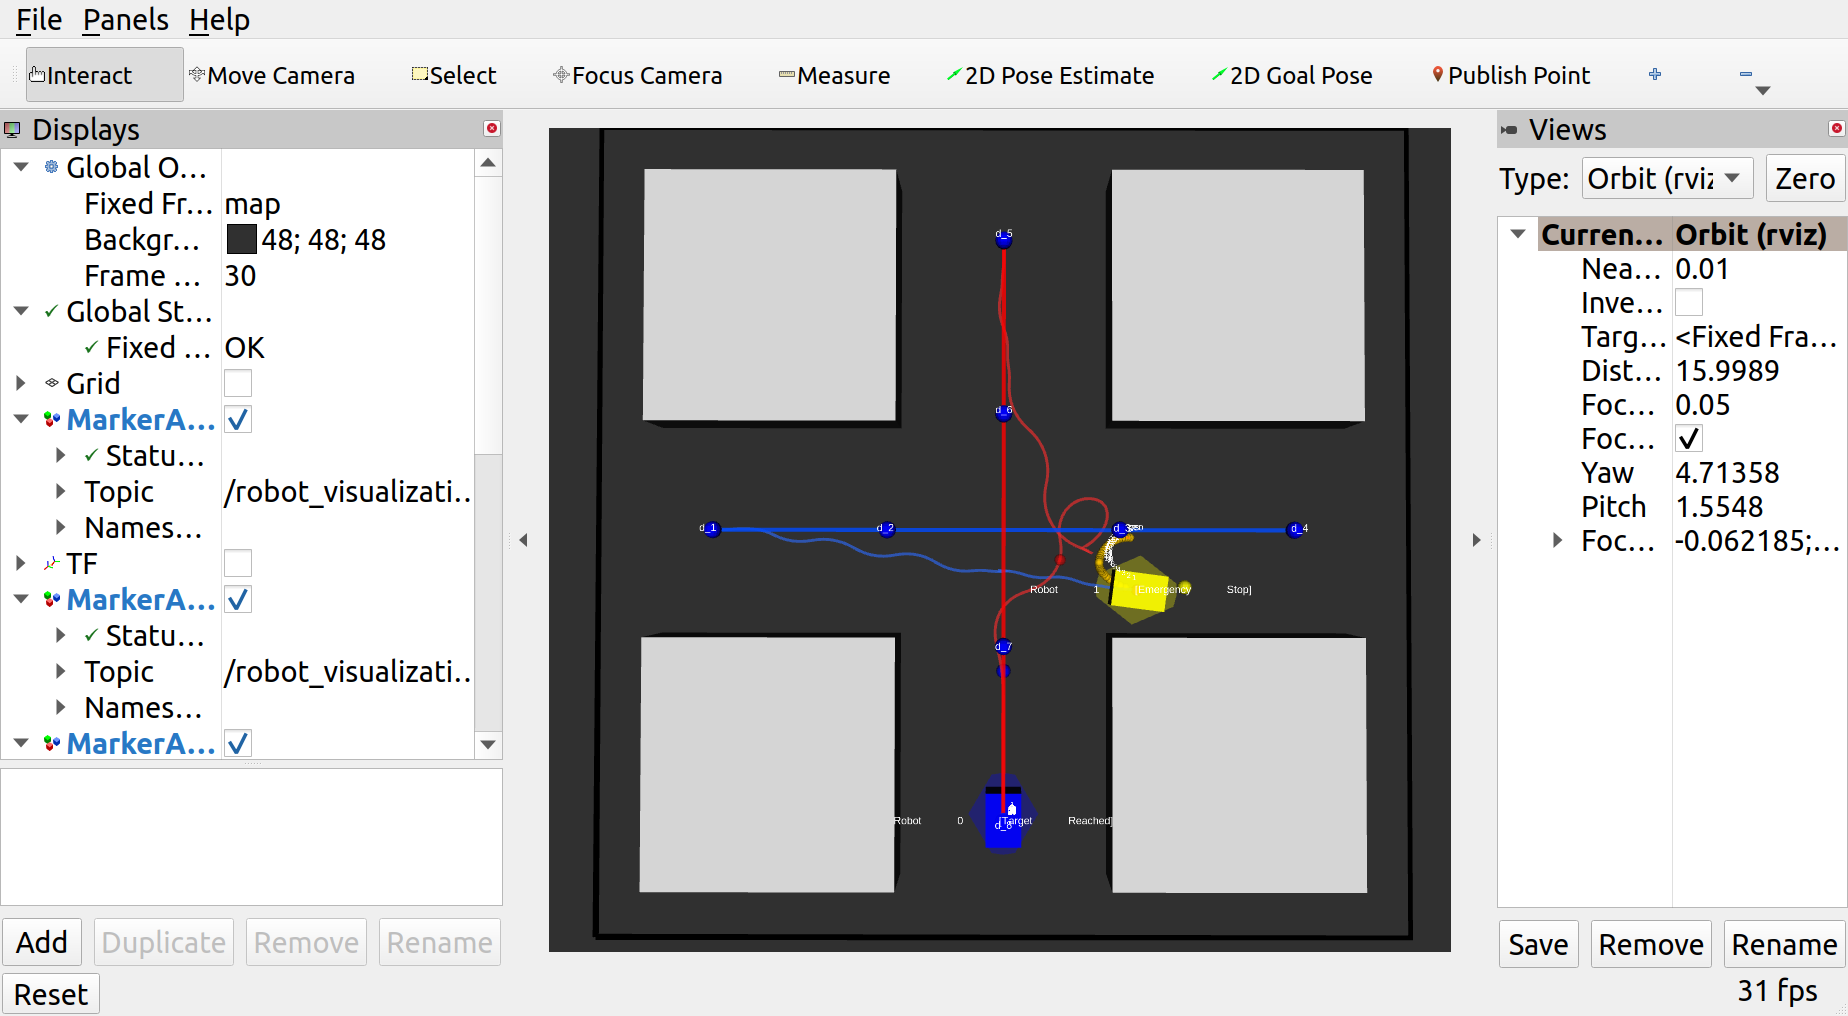 File Panels Help
Interact Move Camera Select Focus Camera Measure 2D Pose Estimate 2D Goal Pose Publish Point
Displays
Global O...
Fixed Fr... map
Backgr... 48; 48; 48
Frame ... 30
Global St...
Fixed ... OK
Grid
MarkerA...
Statu...
Topic /robot_visualizati...
Names...
TF
MarkerA...
Statu...
Topic /robot_visualizati...
Names...
MarkerA...
Add Duplicate Remove Rename
Reset
d_5
d_6
d_1 d_2 d_3 d_4
Robot 1 [Emergency Stop]
d_7
Robot 0 [Target Reached]
d_8
Views
Type: Orbit (rviz Zero
Curren... Orbit (rviz)
Nea... 0.01
Inve...
Targ... <Fixed Fra...
Dist... 15.9989
Foc... 0.05
Foc...
Yaw 4.71358
Pitch 1.5548
Foc... -0.062185;...
Save Remove Rename
31 fps